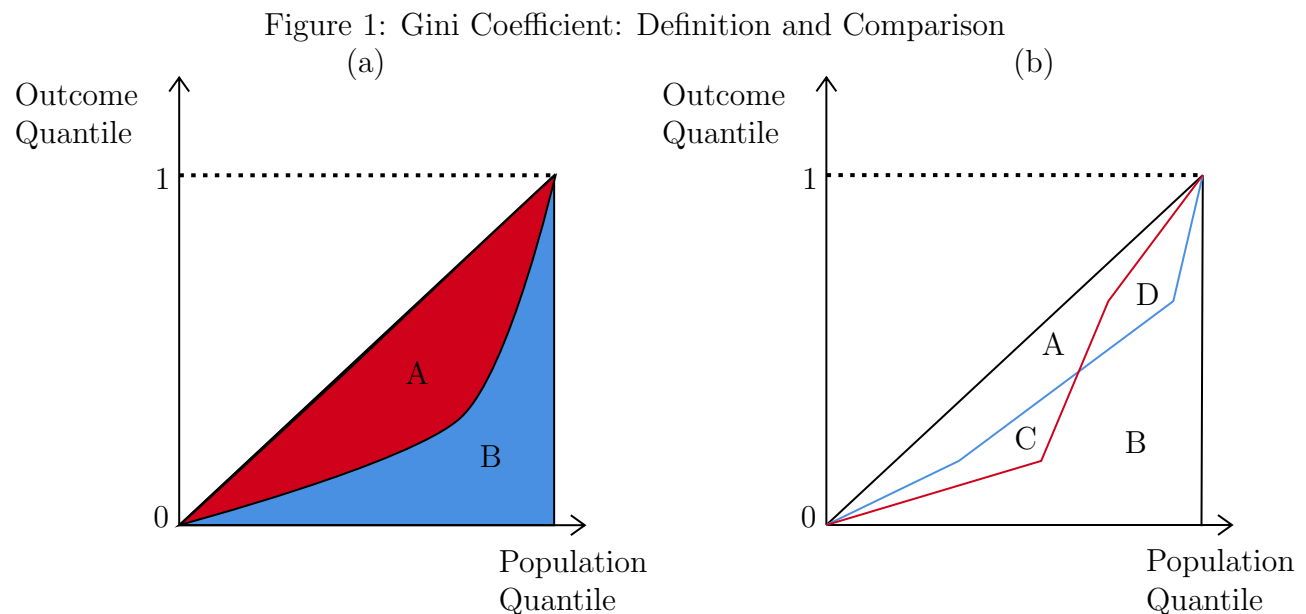 Figure 1: Gini Coefficient: Definition and Comparison
(a)
Outcome
Quantile
1
A
B
0
Population
Quantile
(b)
Outcome
Quantile
1
D
A
C
B
0
Population
Quantile